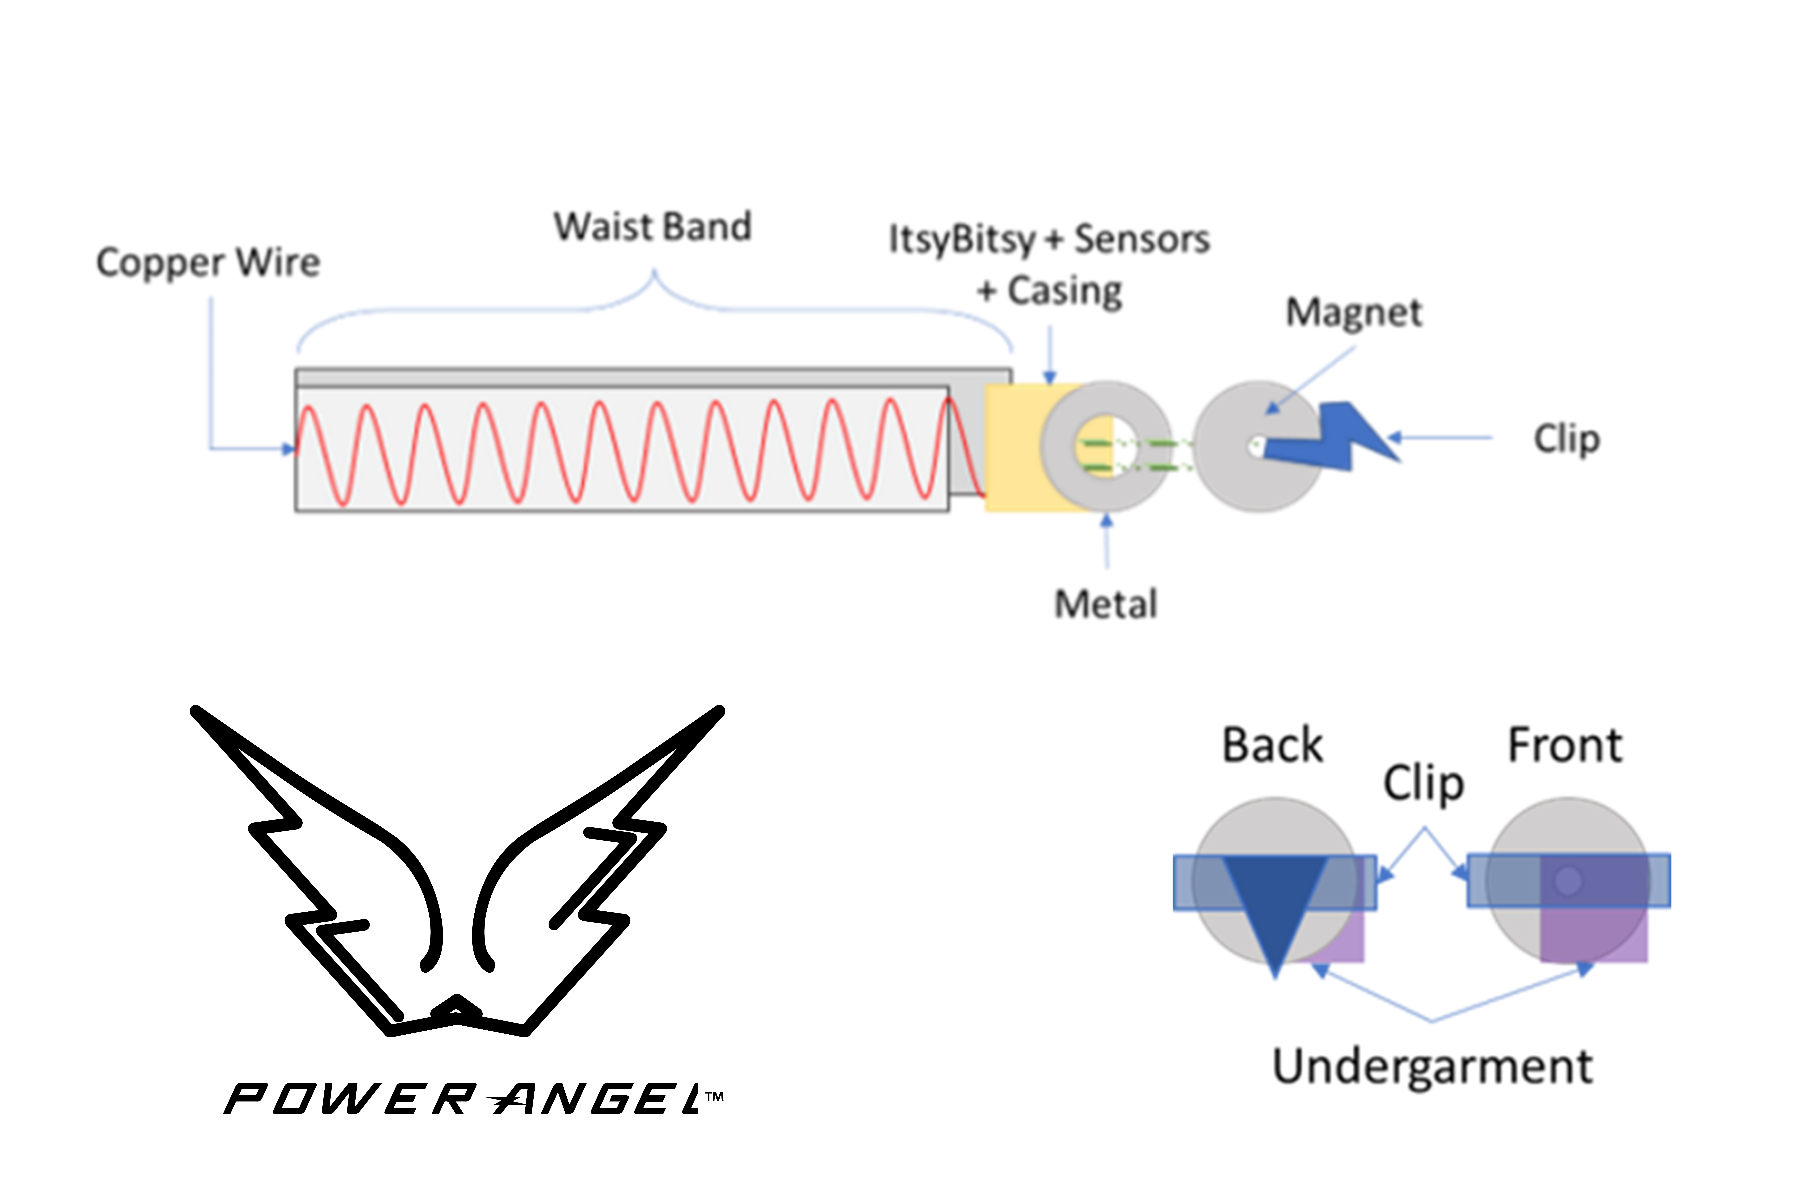 Waist Band
Copper Wire
ItsyBitsy + Sensors
+ Casing
Magnet
Clip
Metal
Back
Front
Clip
Undergarment
POWER ANGEL™